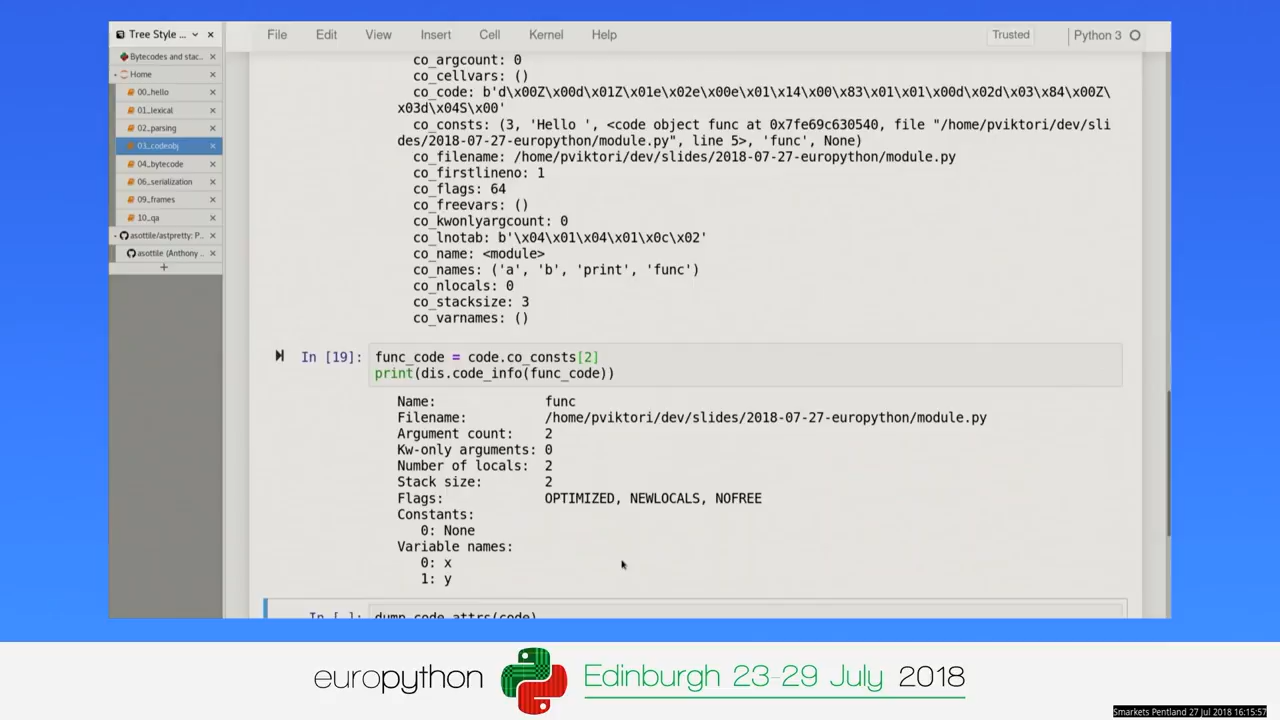 Tree Style ...
File Edit View Insert Cell Kernel Help
Trusted
Python 3
Bytecodes and stac...
Home
00_hello
01_lexical
02_parsing
03_codeobj
04_bytecode
06_serialization
09_frames
10_qa
asottile/astpretty: P...
asottile (Anthony ...
+
co_argcount: 0
co_cellvars: ()
co_code: b'd\x00Z\x00d\x01Z\x01e\x02e\x00e\x01\x14\x00\x83\x01\x01\x00d\x02d\x03\x84\x00Z\
\x03d\x04S\x00'
co_consts: (3, 'Hello ', <code object func at 0x7fe69c630540, file "/home/pviktori/dev/sli
des/2018-07-27-europython/module.py", line 5>, 'func', None)
co_filename: /home/pviktori/dev/slides/2018-07-27-europython/module.py
co_firstlineno: 1
co_flags: 64
co_freevars: ()
co_kwonlyargcount: 0
co_lnotab: b'\x04\x01\x04\x01\x0c\x02'
co_name: <module>
co_names: ('a', 'b', 'print', 'func')
co_nlocals: 0
co_stacksize: 3
co_varnames: ()
In [19]: func_code = code.co_consts[2]
print(dis.code_info(func_code))
Name: func
Filename: /home/pviktori/dev/slides/2018-07-27-europython/module.py
Argument count: 2
Kw-only arguments: 0
Number of locals: 2
Stack size: 2
Flags: OPTIMIZED, NEWLOCALS, NOFREE
Constants:
0: None
Variable names:
0: x
1: y
In [ ]: dump_code_attrs(code)
europython Edinburgh 23-29 July 2018
Smarkets Pentland 27 Jul 2018 16:15:57